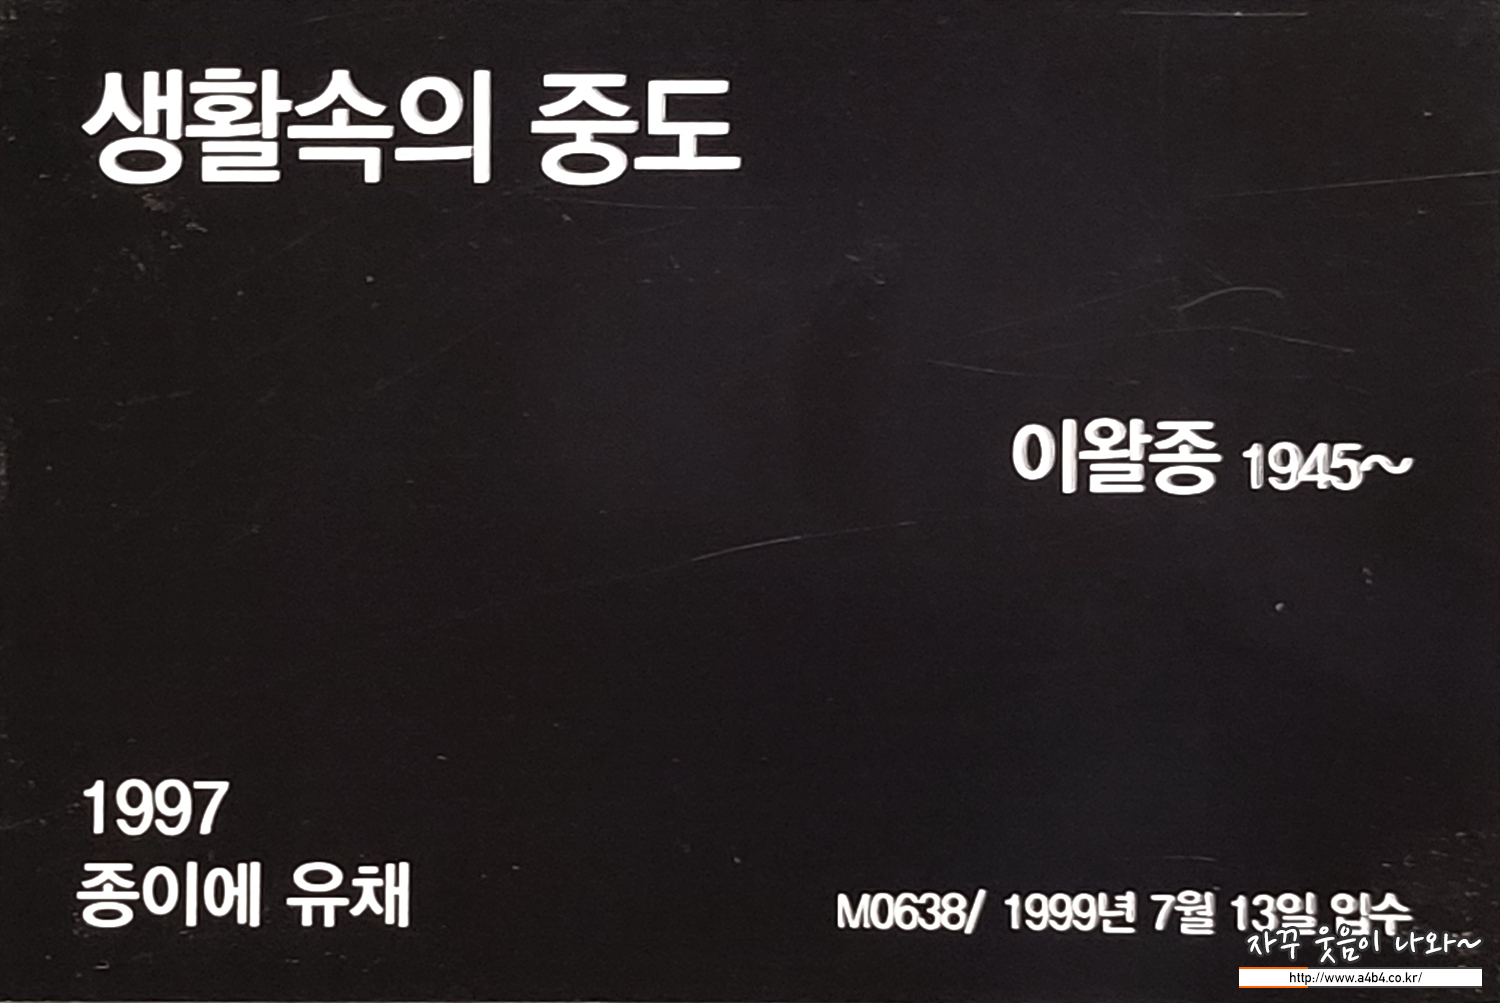 생활속의 중도
이왈종 1945~
1997
종이에 유채
M0638/ 1999년 7월 13일 입수
자꾸 웃음이 나와~
http://www.a4b4.co.kr/